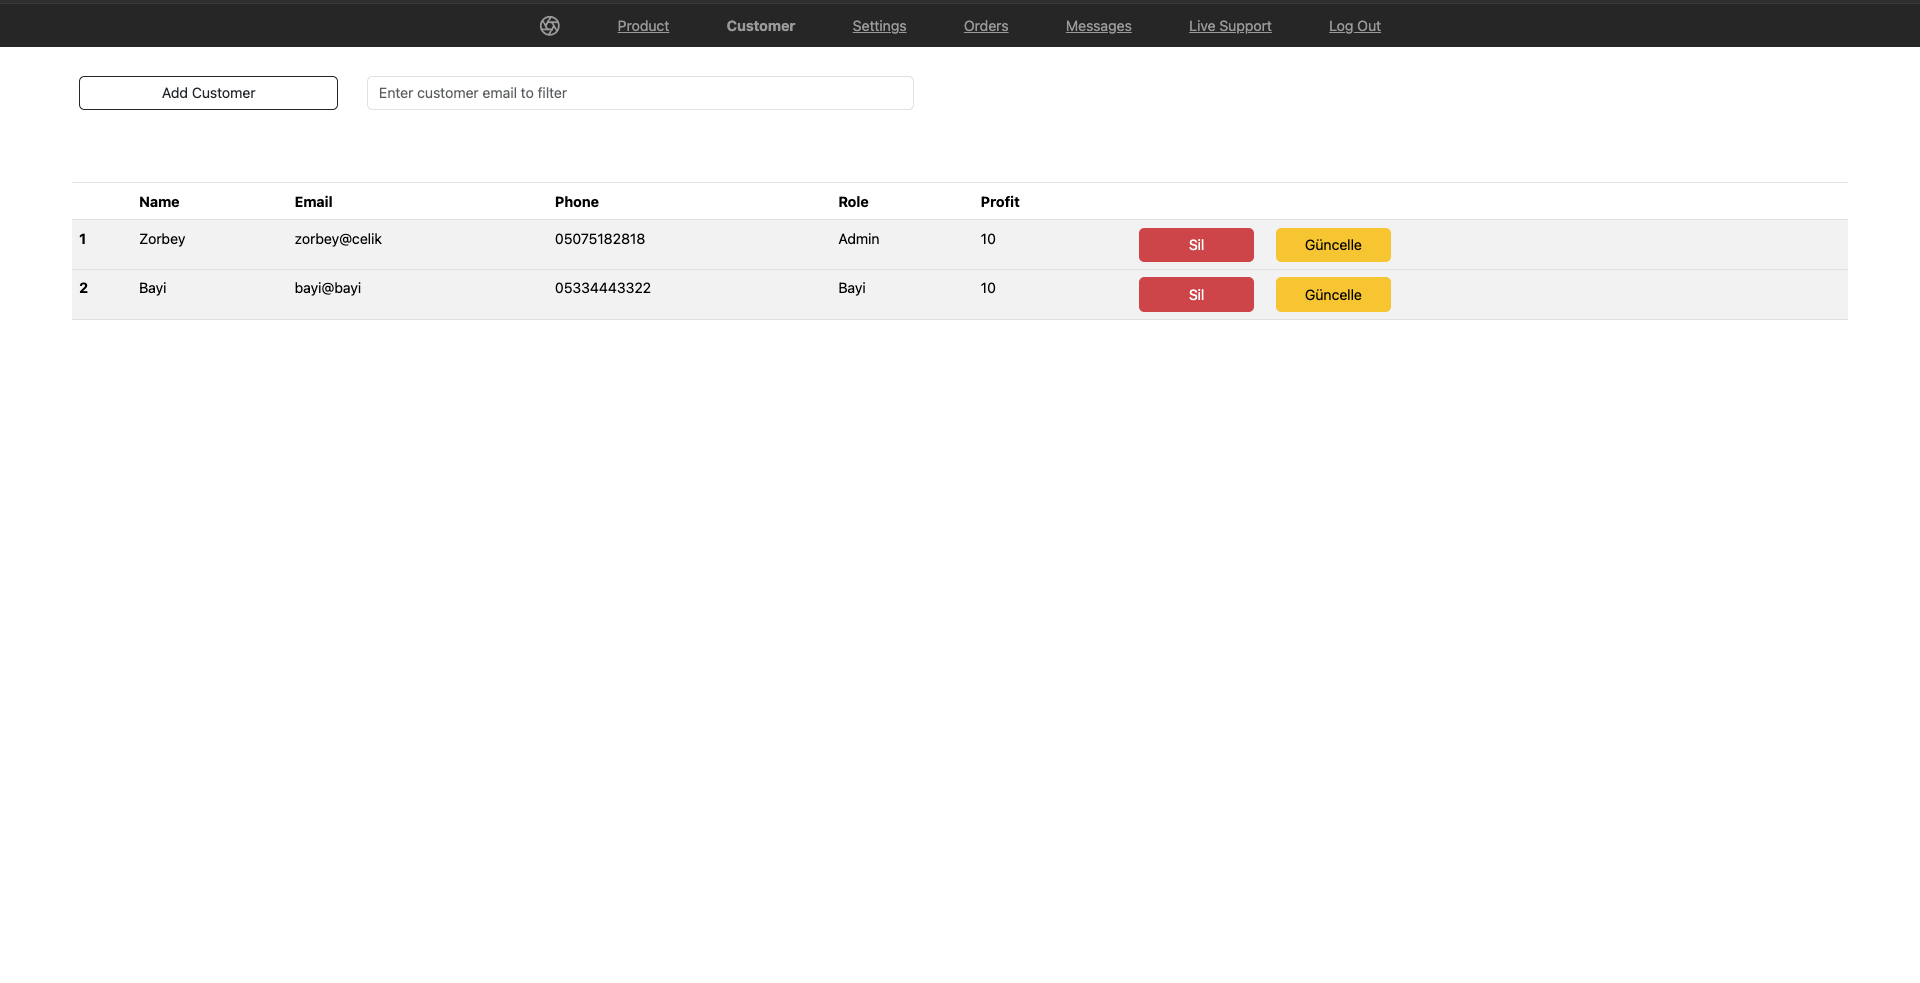 Product Customer Settings Orders Messages Live Support Log Out
Add Customer Enter customer email to filter
Name Email Phone Role Profit
1 Zorbey zorbey@celik 05075182818 Admin 10 Sil Güncelle
2 Bayi bayi@bayi 05334443322 Bayi 10 Sil Güncelle